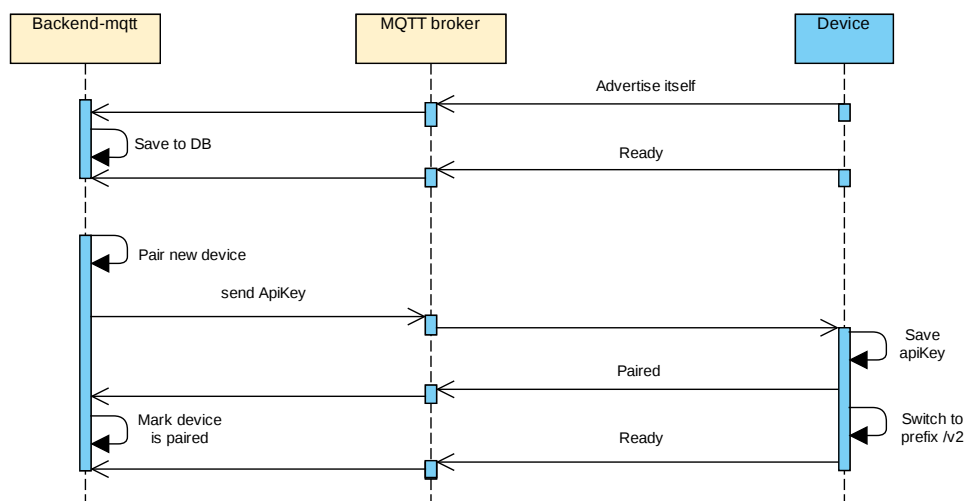 Backend-mqtt
MQTT broker
Device
Advertise itself
Save to DB
Ready
Pair new device
send ApiKey
Save
apiKey
Paired
Mark device
is paired
Switch to
prefix /v2
Ready